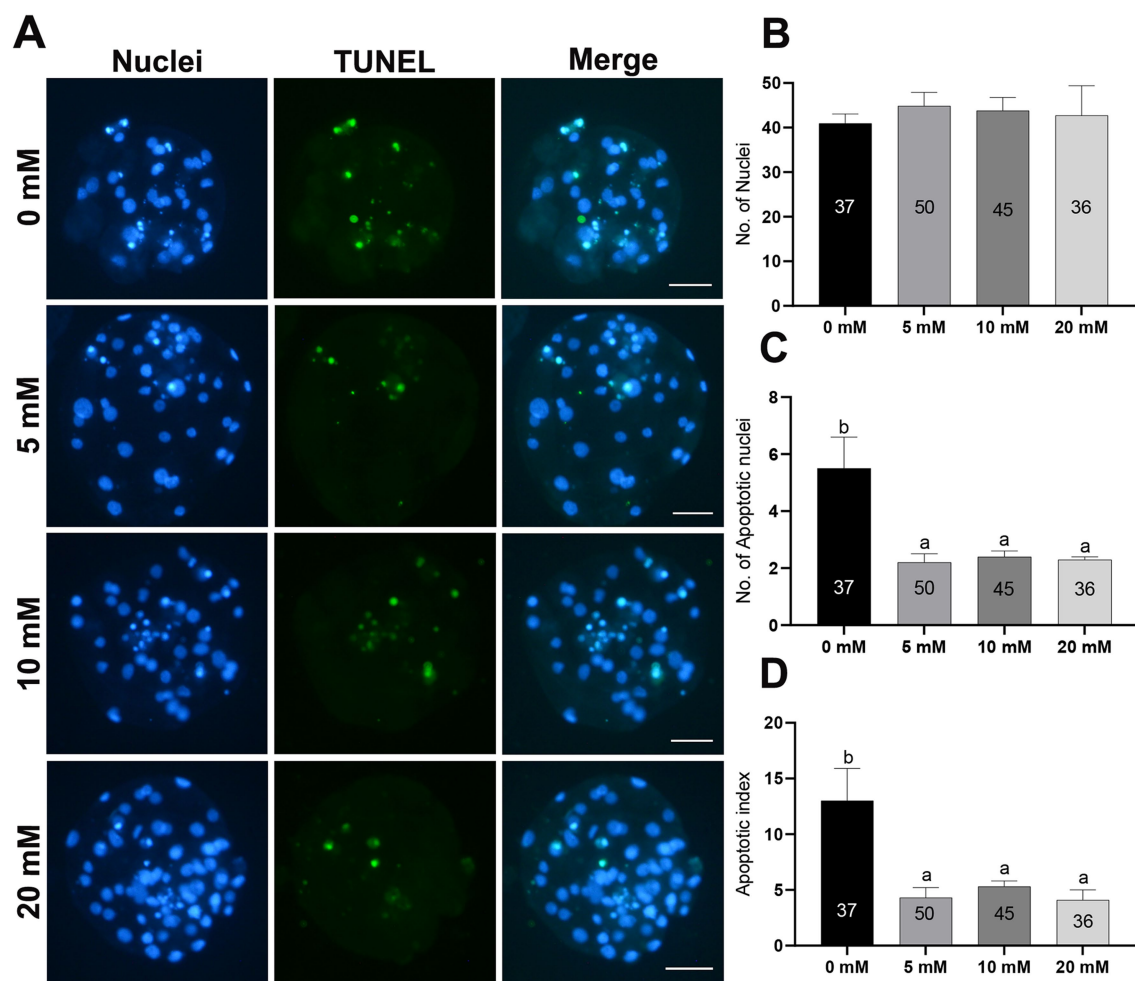 A
Nuclei TUNEL Merge
0 mM
5 mM
10 mM
20 mM
B
No. of Nuclei
50
40
30
20
10
0
37 50 45 36
0 mM 5 mM 10 mM 20 mM
C
No. of Apoptotic nuclei
8
6
4
2
0
b a a a
37 50 45 36
0 mM 5 mM 10 mM 20 mM
D
Apoptotic index
20
15
10
5
0
b a a a
37 50 45 36
0 mM 5 mM 10 mM 20 mM